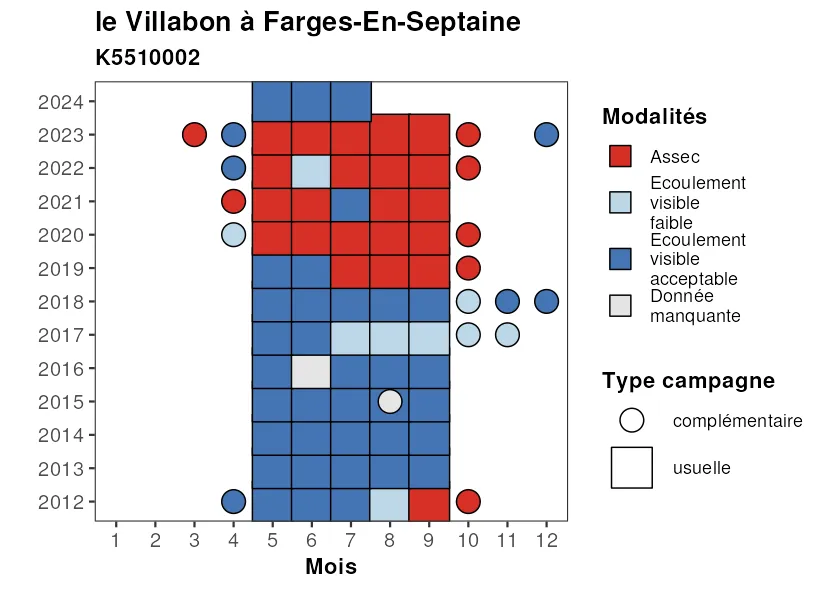 le Villabon à Farges-En-Septaine
K5510002
2024
2023
2022
2021
2020
2019
2018
2017
2016
2015
2014
2013
2012
1 2 3 4 5 6 7 8 9 10 11 12
Mois
Modalités
Assec
Ecoulement
visible
faible
Ecoulement
visible
acceptable
Donnée
manquante
Type campagne
complémentaire
usuelle